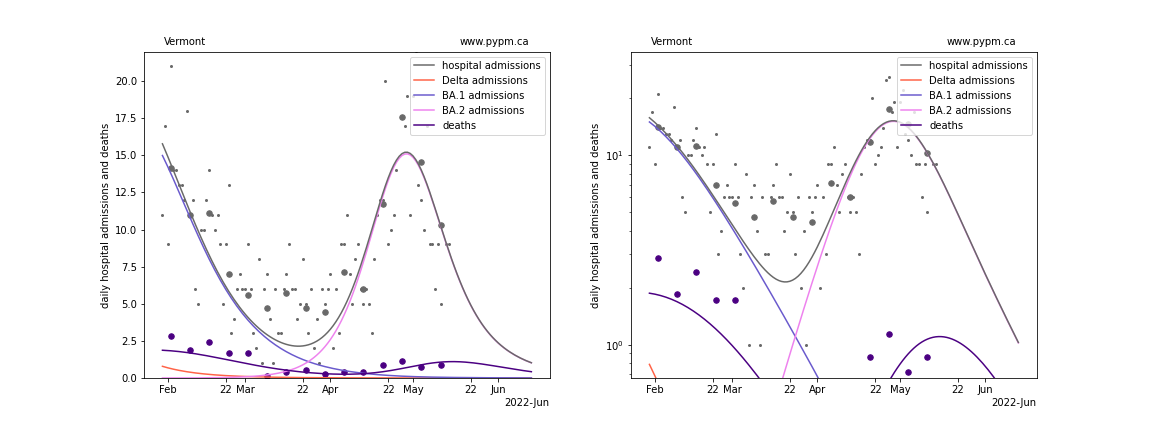 Vermont
www.pypm.ca
hospital admissions
Delta admissions
BA.1 admissions
BA.2 admissions
deaths
daily hospital admissions and deaths
20.0
17.5
15.0
12.5
10.0
7.5
5.0
2.5
0.0
Feb 22 Mar 22 Apr 22 May 22 Jun
2022-Jun
Vermont
www.pypm.ca
hospital admissions
Delta admissions
BA.1 admissions
BA.2 admissions
deaths
daily hospital admissions and deaths
10¹
10⁰
Feb 22 Mar 22 Apr 22 May 22 Jun
2022-Jun